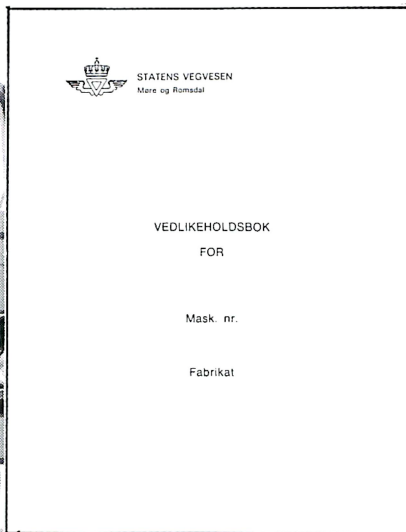 STATENS VEGVESEN
Møre og Romsdal
VEDLIKEHOLDSBOK
FOR
Mask. nr.
Fabrikat